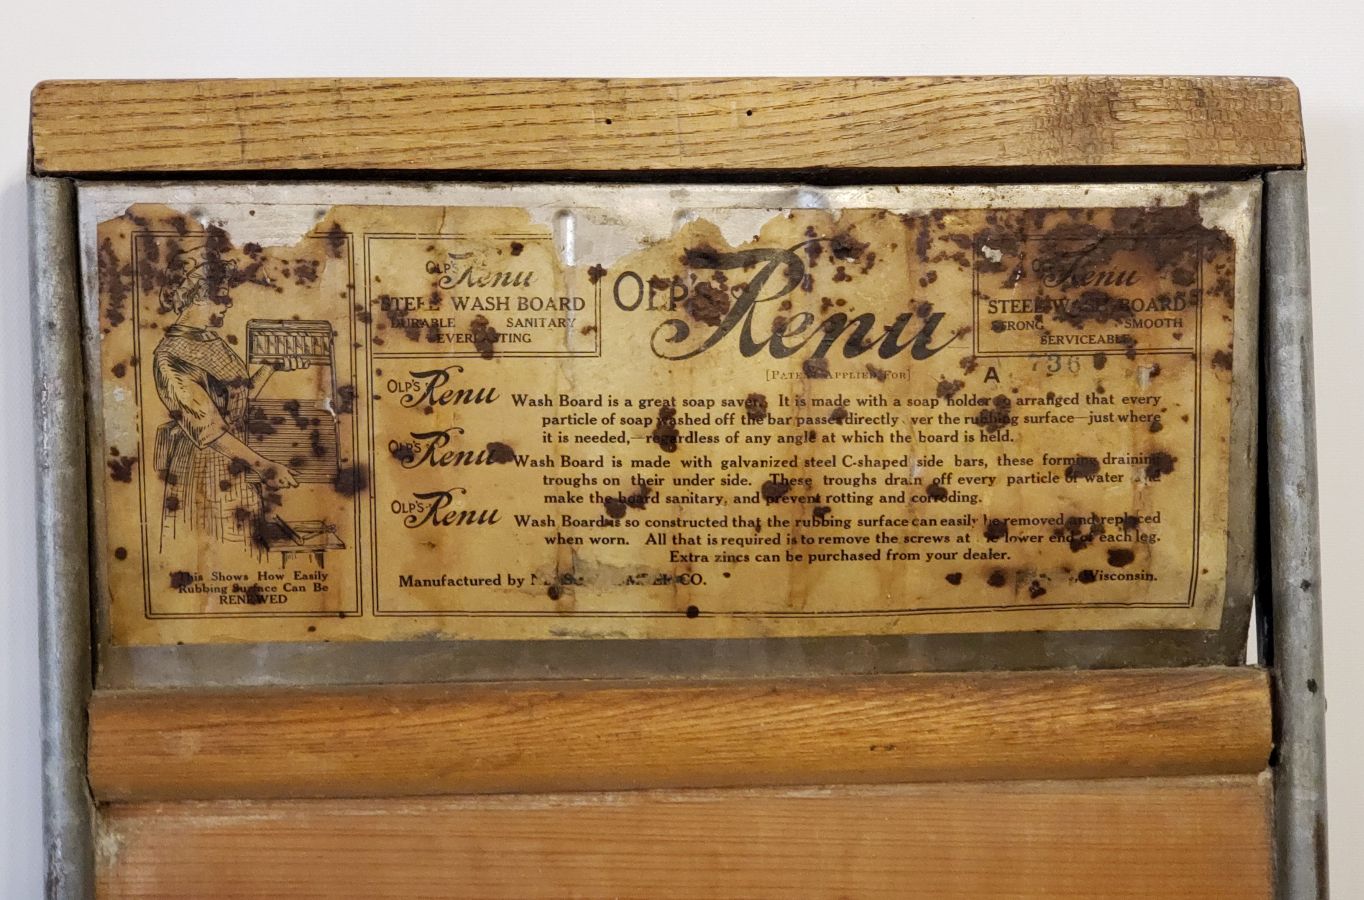 OLP'S Renu
STEEL WASH BOARD
DURABLE SANITARY
EVERLASTING
OLP'S Renu
[PATENT APPLIED FOR]
Renu
STEEL WASH BOARD
STRONG SMOOTH
SERVICEABLE
A 736
OLP'S Renu Wash Board is a great soap saver. It is made with a soap holder so arranged that every
particle of soap washed off the bar passes directly over the rubbing surface—just where
it is needed,—regardless of any angle at which the board is held.
OLP'S Renu Wash Board is made with galvanized steel C-shaped side bars, these forming draining
troughs on their under side. These troughs drain off every particle of water and
make the board sanitary, and prevent rotting and corroding.
OLP'S Renu Wash Board is so constructed that the rubbing surface can easily be removed and replaced
when worn. All that is required is to remove the screws at the lower end of each leg.
Extra zincs can be purchased from your dealer.
Manufactured by CO. Wisconsin.
This Shows How Easily
Rubbing Surface Can Be
RENEWED